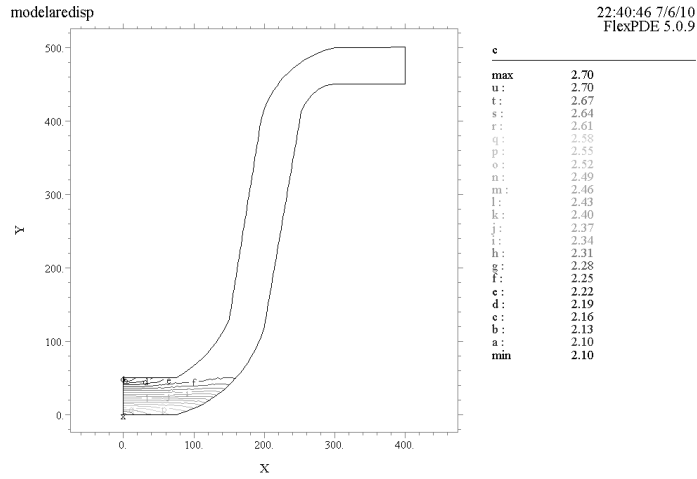 modelaredisp
22:40:46 7/6/10
FlexPDE 5.0.9
c
max 2.70
u : 2.70
t : 2.67
s : 2.64
r : 2.61
q : 2.58
p : 2.55
o : 2.52
n : 2.49
m : 2.46
l : 2.43
k : 2.40
j : 2.37
i : 2.34
h : 2.31
g : 2.28
f : 2.25
e : 2.22
d : 2.19
c : 2.16
b : 2.13
a : 2.10
min 2.10
500.
400.
300.
200.
100.
0.
Y
d e f
x
0. 100. 200. 300. 400.
X